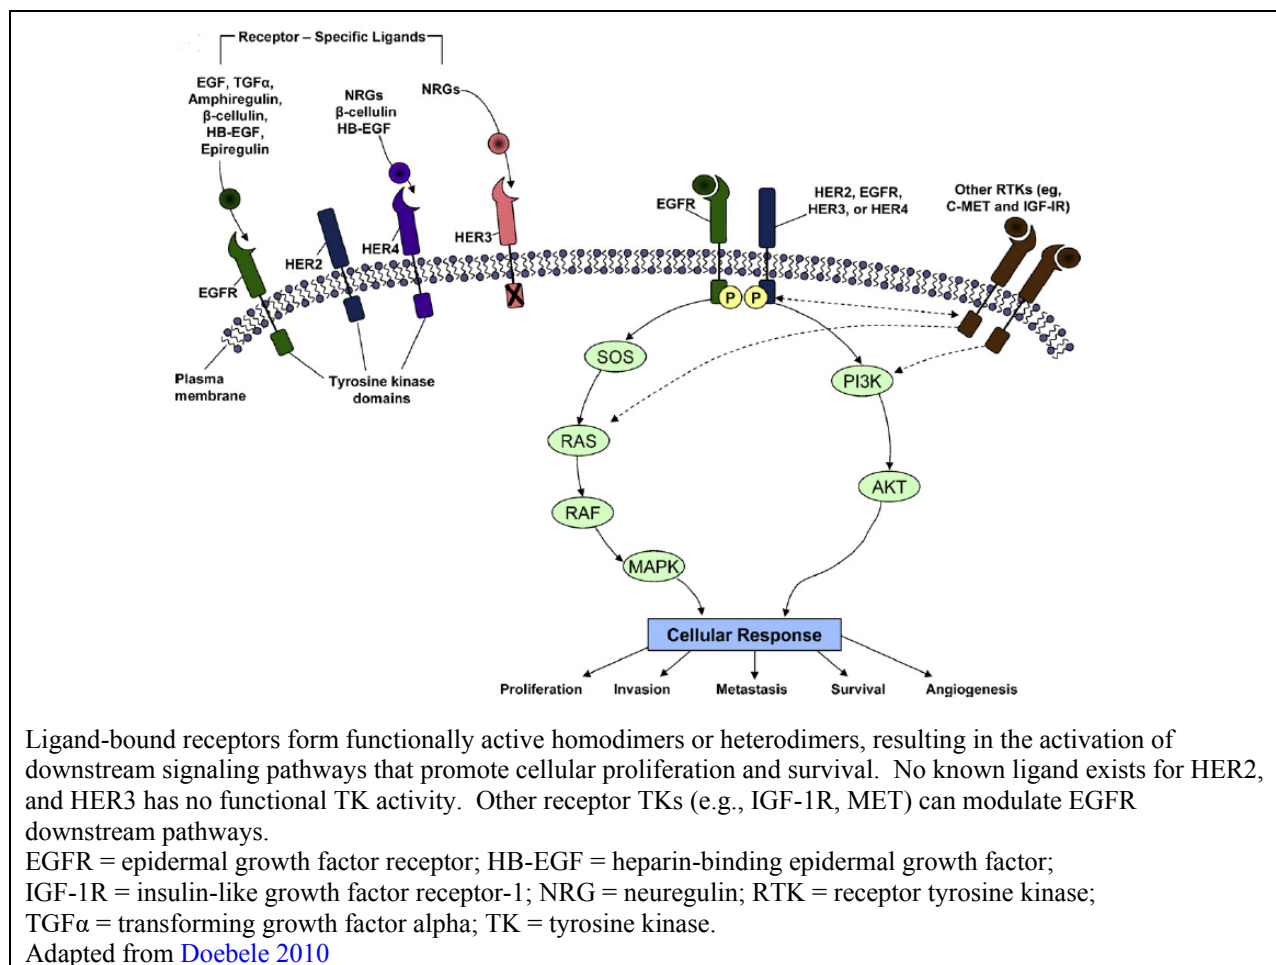 Receptor – Specific Ligands
EGF, TGFα,
Amphiregulin,
β-cellulin,
HB-EGF,
Epiregulin
NRGs
β-cellulin
HB-EGF
NRGs
EGFR
HER2
HER4
HER3
X
Plasma
membrane
Tyrosine kinase
domains
EGFR
HER2, EGFR,
HER3, or HER4
Other RTKs (eg,
C-MET and IGF-IR)
P
P
SOS
RAS
RAF
MAPK
PI3K
AKT
Cellular Response
Proliferation
Invasion
Metastasis
Survival
Angiogenesis
Ligand-bound receptors form functionally active homodimers or heterodimers, resulting in the activation of
downstream signaling pathways that promote cellular proliferation and survival.  No known ligand exists for HER2,
and HER3 has no functional TK activity.  Other receptor TKs (e.g., IGF-1R, MET) can modulate EGFR
downstream pathways.
EGFR = epidermal growth factor receptor; HB-EGF = heparin-binding epidermal growth factor;
IGF-1R = insulin-like growth factor receptor-1; NRG = neuregulin; RTK = receptor tyrosine kinase;
TGFα = transforming growth factor alpha; TK = tyrosine kinase.
Adapted from Doebele 2010